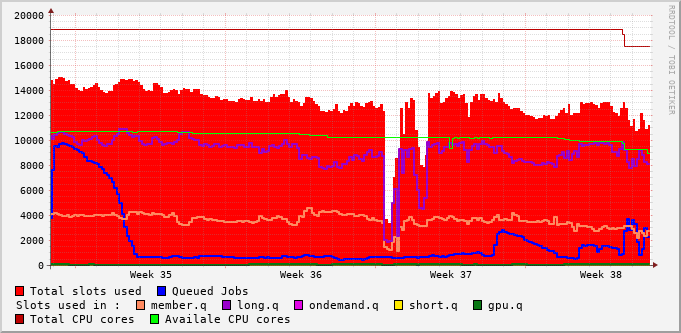 20000
18000
16000
14000
12000
10000
8000
6000
4000
2000
0
Week 35 Week 36 Week 37 Week 38
Total slots used Queued Jobs
Slots used in : member.q long.q ondemand.q short.q gpu.q
Total CPU cores Availale CPU cores
RRDTOOL / TOBI OETIKER